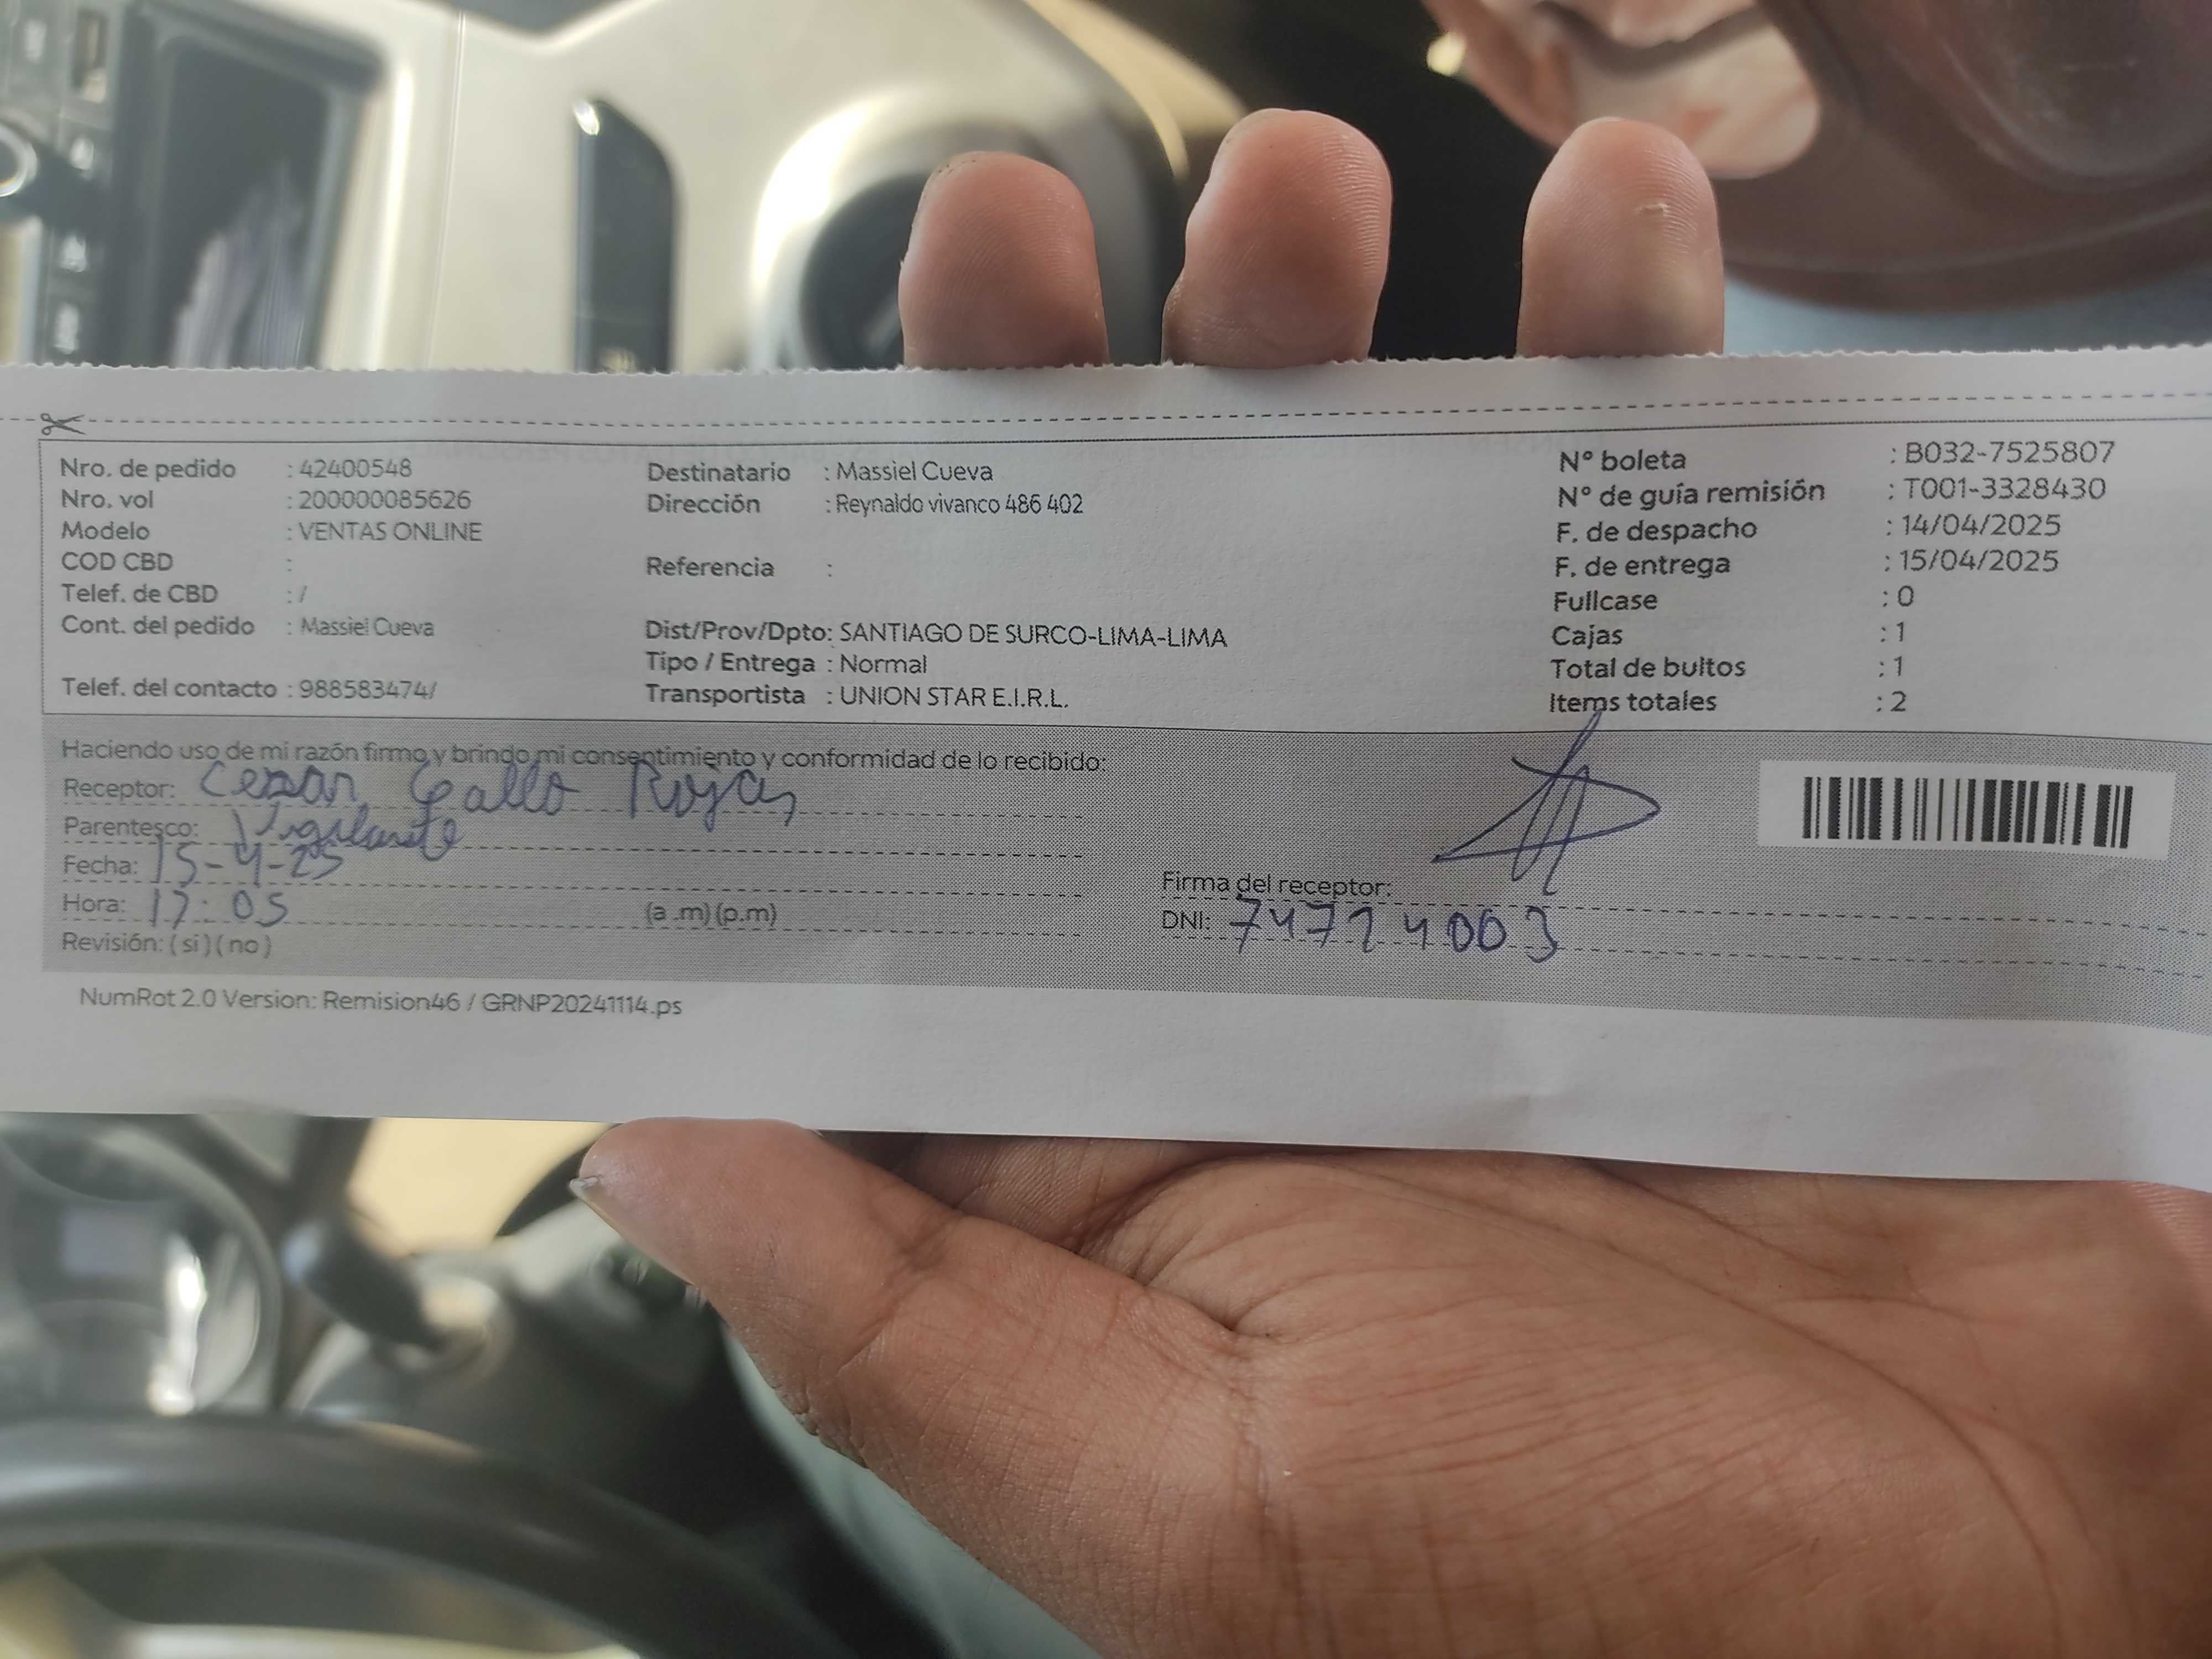 Nro. de pedido : 42400548
Nro. vol : 200000085626
Modelo : VENTAS ONLINE
COD CBD :
Telef. de CBD : /
Cont. del pedido : Massiel Cueva
Telef. del contacto : 988583474/
Destinatario : Massiel Cueva
Dirección : Reynaldo vivanco 486 402
Referencia :
Dist/Prov/Dpto: SANTIAGO DE SURCO-LIMA-LIMA
Tipo / Entrega : Normal
Transportista : UNION STAR E.I.R.L.
N° boleta : B032-7525807
N° de guía remisión : T001-3328430
F. de despacho : 14/04/2025
F. de entrega : 15/04/2025
Fullcase : 0
Cajas : 1
Total de bultos : 1
Items totales : 2
Haciendo uso de mi razón firmo y brindo mi consentimiento y conformidad de lo recibido:
Receptor: Cesar Gallo Rojas
Parentesco: Vigilante
Fecha: 15-4-25
Hora: 17:05 (a .m) (p.m)
Revisión: ( si ) ( no )
Firma del receptor:
DNI: 74724003
NumRot 2.0 Version: Remision46 / GRNP20241114.ps